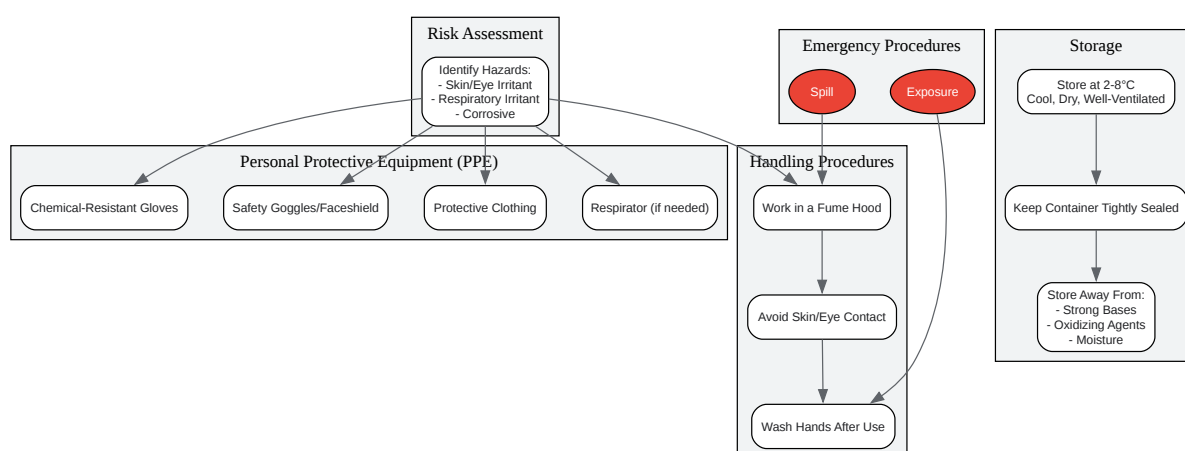 Risk Assessment
Identify Hazards:
- Skin/Eye Irritant
- Respiratory Irritant
- Corrosive
Personal Protective Equipment (PPE)
Chemical-Resistant Gloves
Safety Goggles/Faceshield
Protective Clothing
Respirator (if needed)
Emergency Procedures
Spill
Exposure
Handling Procedures
Work in a Fume Hood
Avoid Skin/Eye Contact
Wash Hands After Use
Storage
Store at 2-8°C
Cool, Dry, Well-Ventilated
Keep Container Tightly Sealed
Store Away From:
- Strong Bases
- Oxidizing Agents
- Moisture